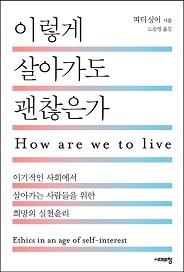 이렇게
피터 싱어 지음
노승영 옮김
살아가도
괜찮은가
How are we to live
이기적인 사회에서
살아가는 사람들을 위한
희망의 실천윤리
Ethics in an age of self-interest
시대의창